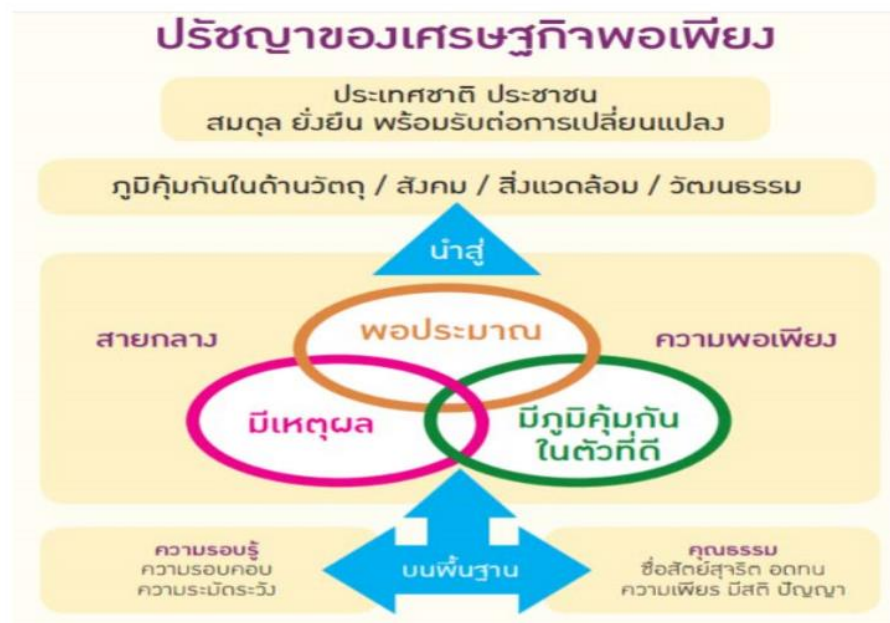 ปรัชญาของเศรษฐกิจพอเพียง
ประเทศชาติ ประชาชน
สมดุล ยั่งยืน พร้อมรับต่อการเปลี่ยนแปลง
ภูมิคุ้มกันในด้านวัตถุ / สังคม / สิ่งแวดล้อม / วัฒนธรรม
นำสู่
พอประมาณ
สายกลาง
ความพอเพียง
มีเหตุผล
มีภูมิคุ้มกัน
ในตัวที่ดี
ความรอบรู้
ความรอบคอบ
ความระมัดระวัง
บนพื้นฐาน
คุณธรรม
ซื่อสัตย์สุจริต อดทน
ความเพียร มีสติ ปัญญา